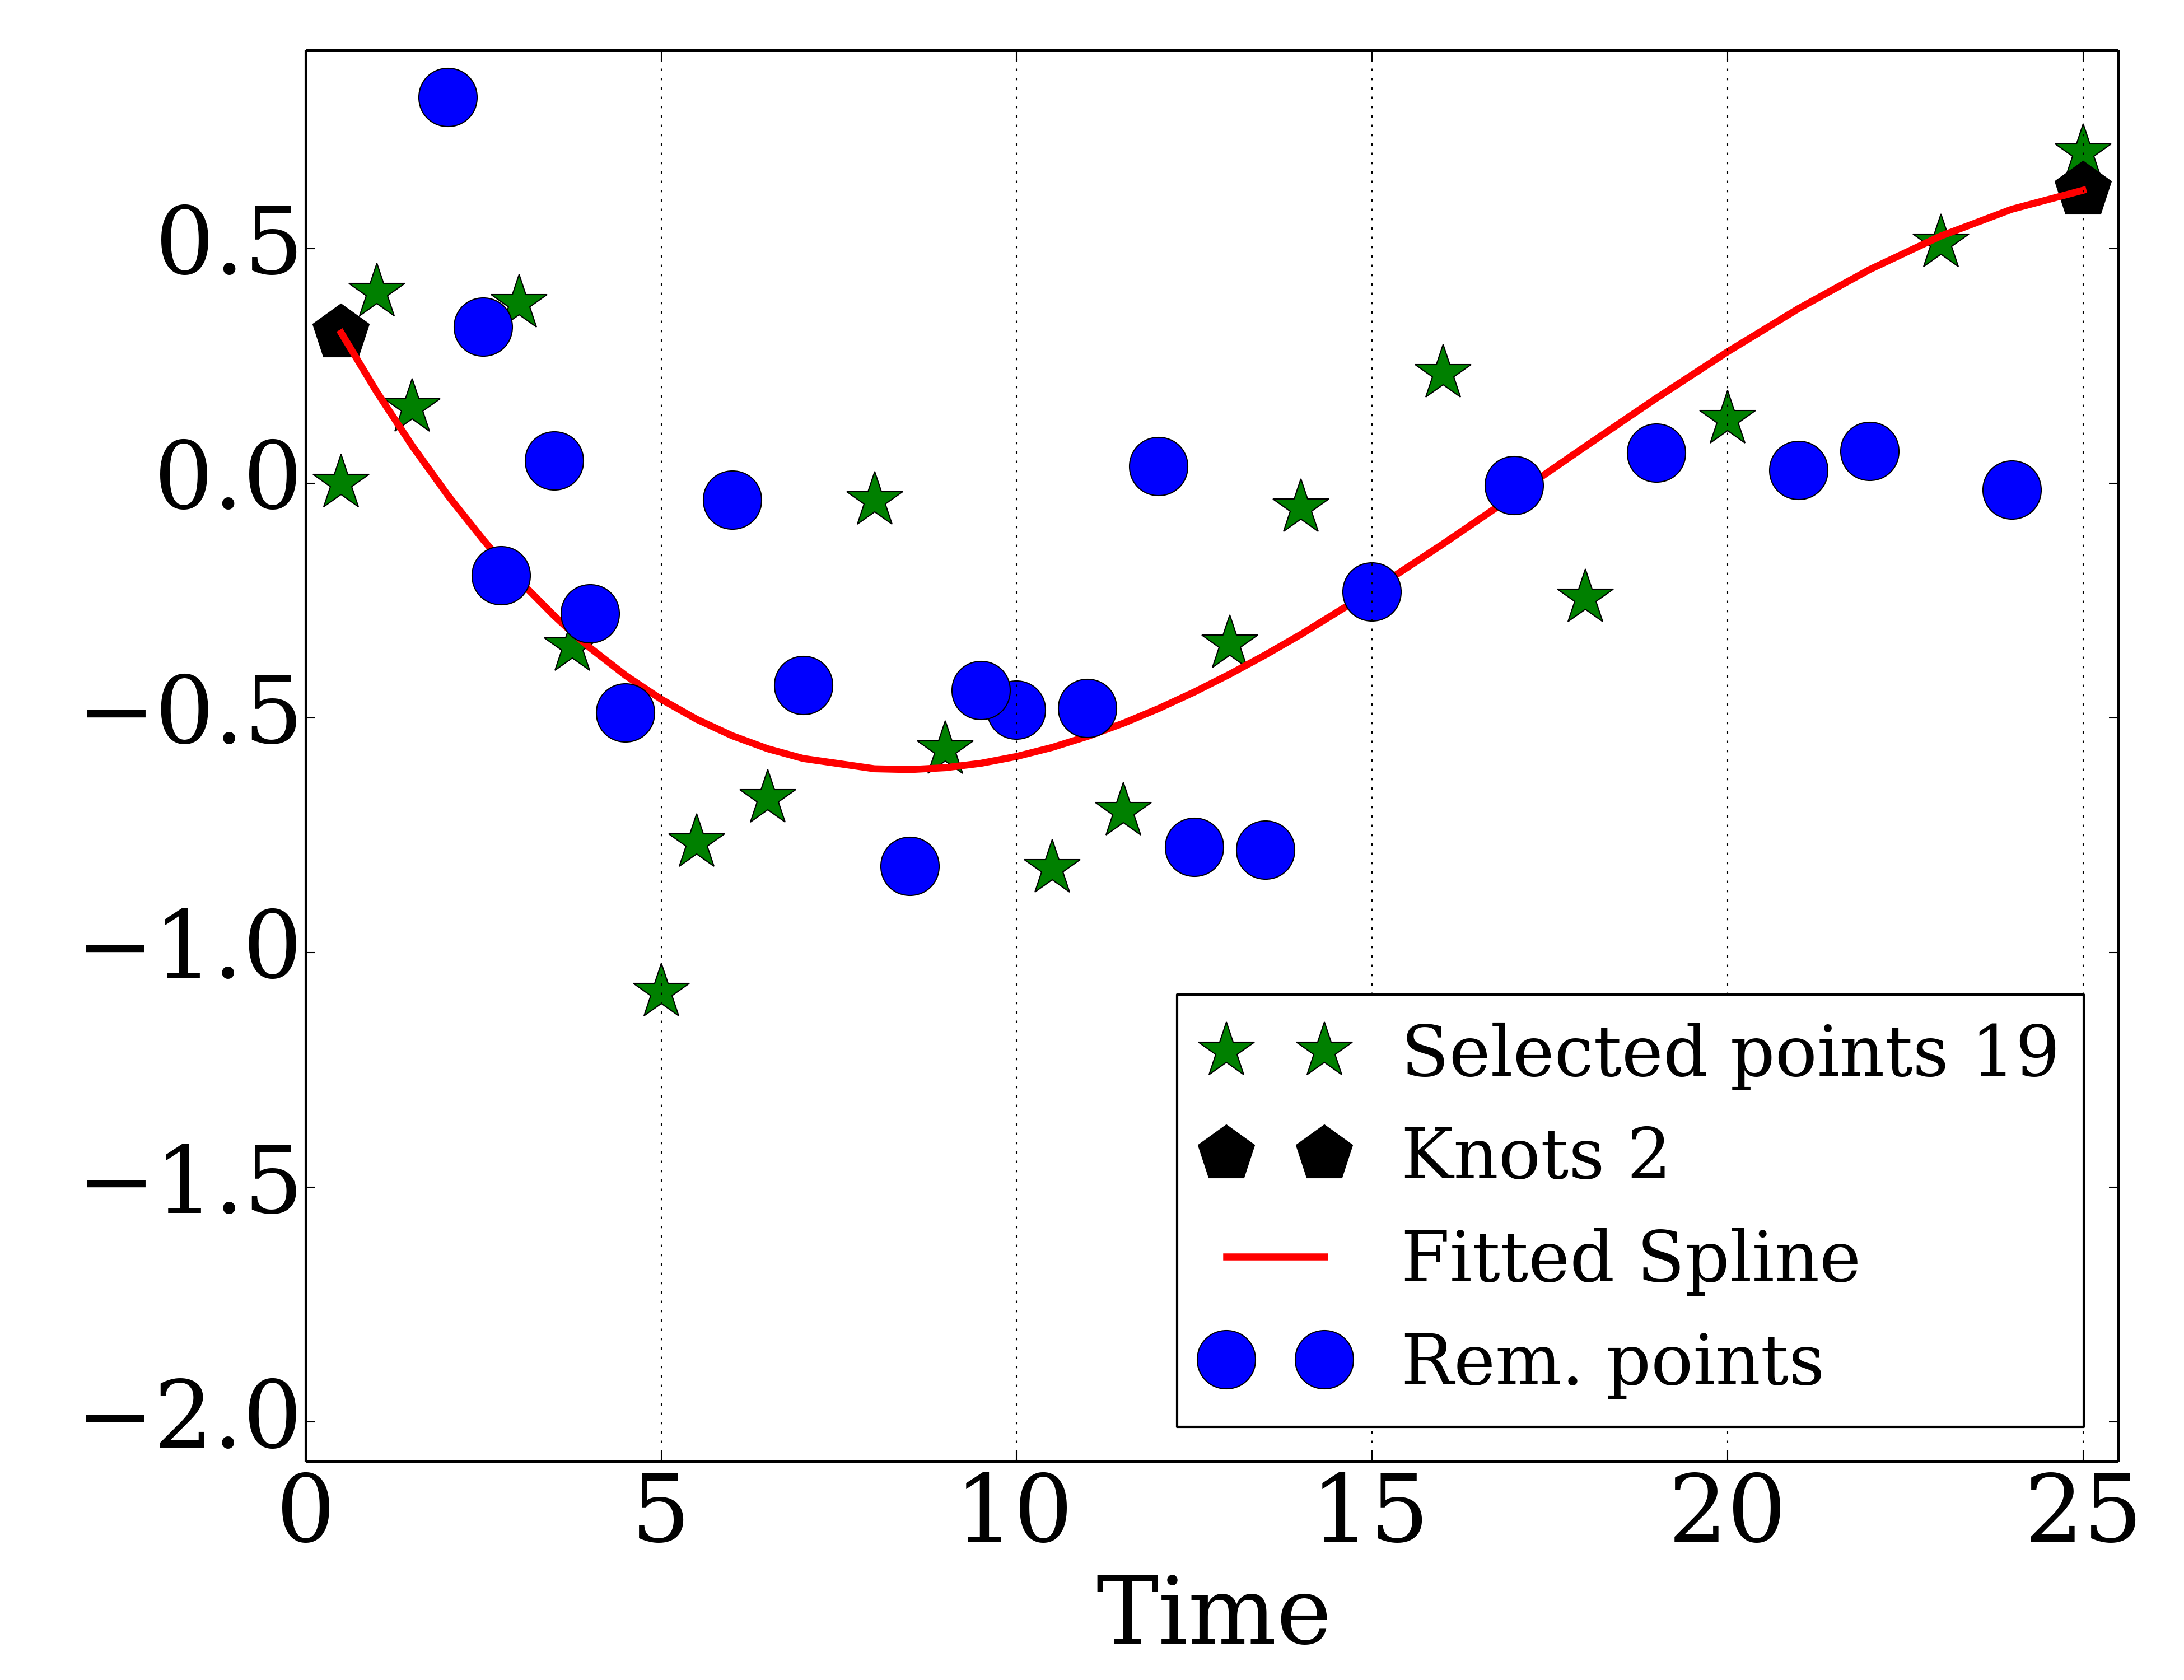 0.5
0.0
−0.5
−1.0
−1.5
−2.0
0 5 10 15 20 25
Time
Selected points 19
Knots 2
Fitted Spline
Rem. points